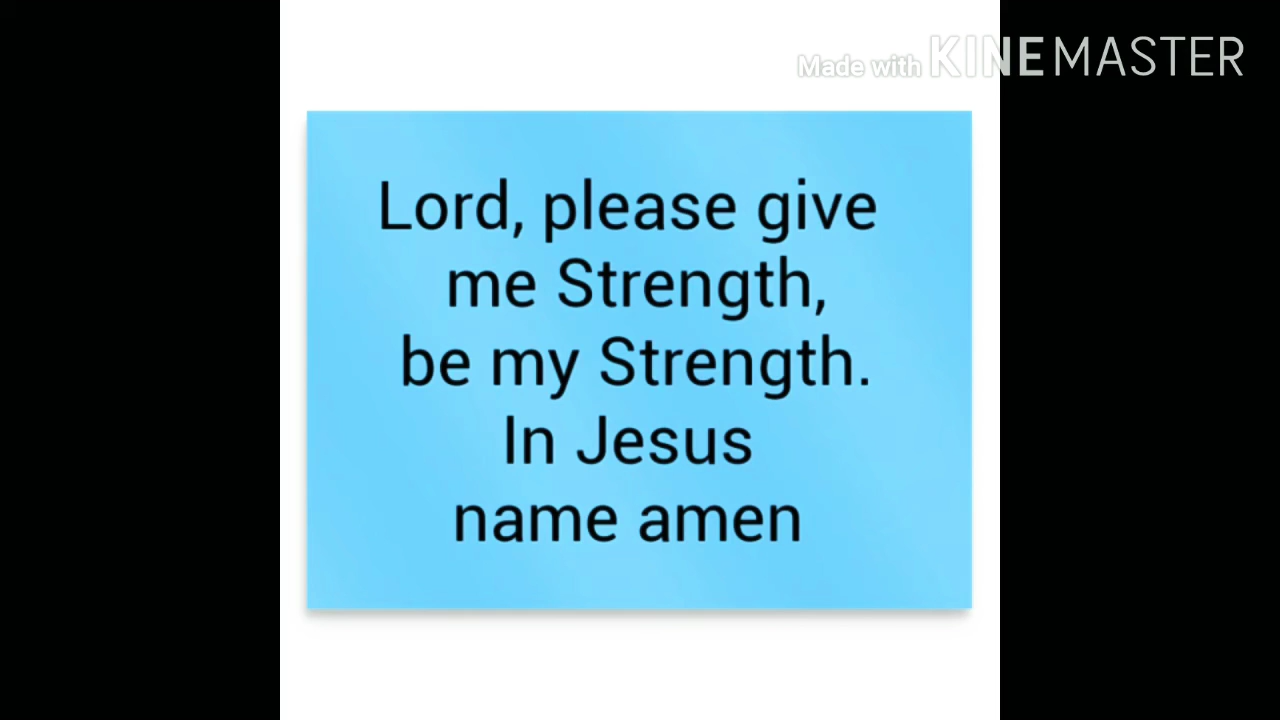 Made with KINEMASTER
Lord, please give
me Strength,
be my Strength.
In Jesus
name amen